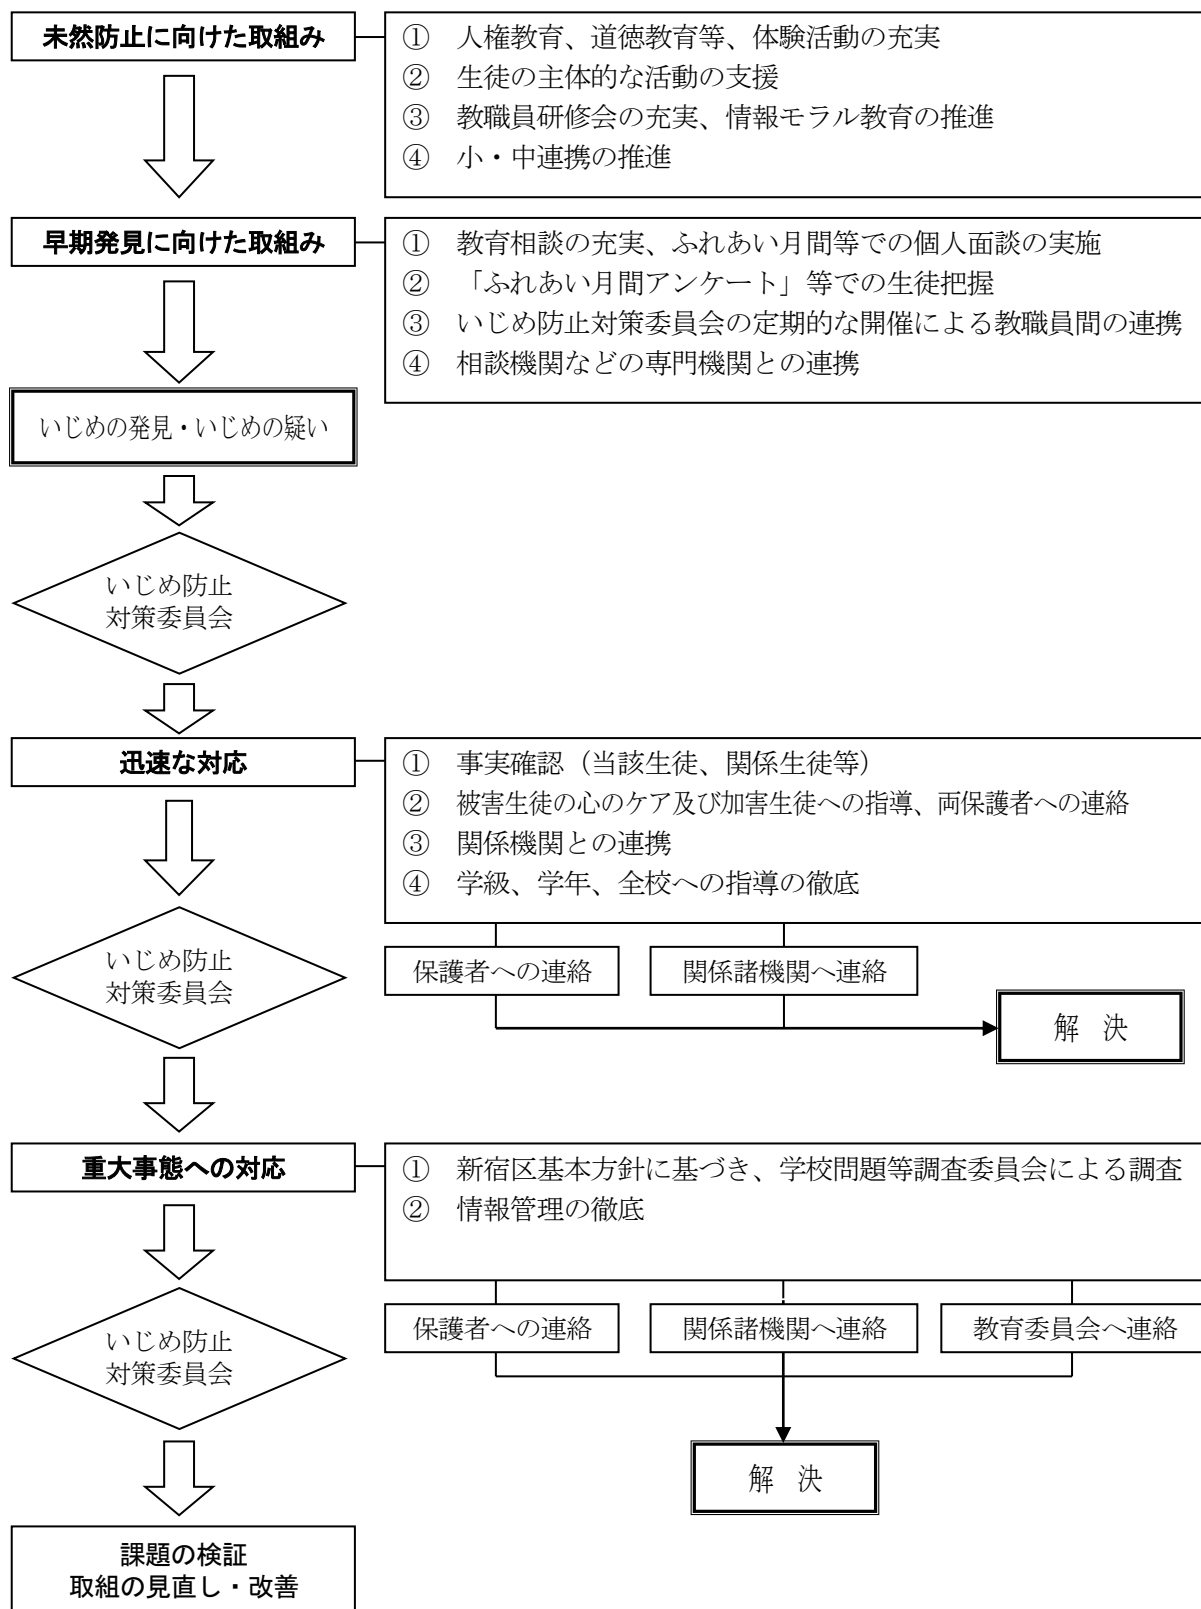 未然防止に向けた取組み
① 人権教育、道徳教育等、体験活動の充実
② 生徒の主体的な活動の支援
③ 教職員研修会の充実、情報モラル教育の推進
④ 小・中連携の推進
早期発見に向けた取組み
① 教育相談の充実、ふれあい月間等での個人面談の実施
② 「ふれあい月間アンケート」等での生徒把握
③ いじめ防止対策委員会の定期的な開催による教職員間の連携
④ 相談機関などの専門機関との連携
いじめの発見・いじめの疑い
いじめ防止
対策委員会
迅速な対応
① 事実確認（当該生徒、関係生徒等）
② 被害生徒の心のケア及び加害生徒への指導、両保護者への連絡
③ 関係機関との連携
④ 学級、学年、全校への指導の徹底
いじめ防止
対策委員会
保護者への連絡
関係諸機関へ連絡
解 決
重大事態への対応
① 新宿区基本方針に基づき、学校問題等調査委員会による調査
② 情報管理の徹底
いじめ防止
対策委員会
保護者への連絡
関係諸機関へ連絡
教育委員会へ連絡
解 決
課題の検証
取組の見直し・改善